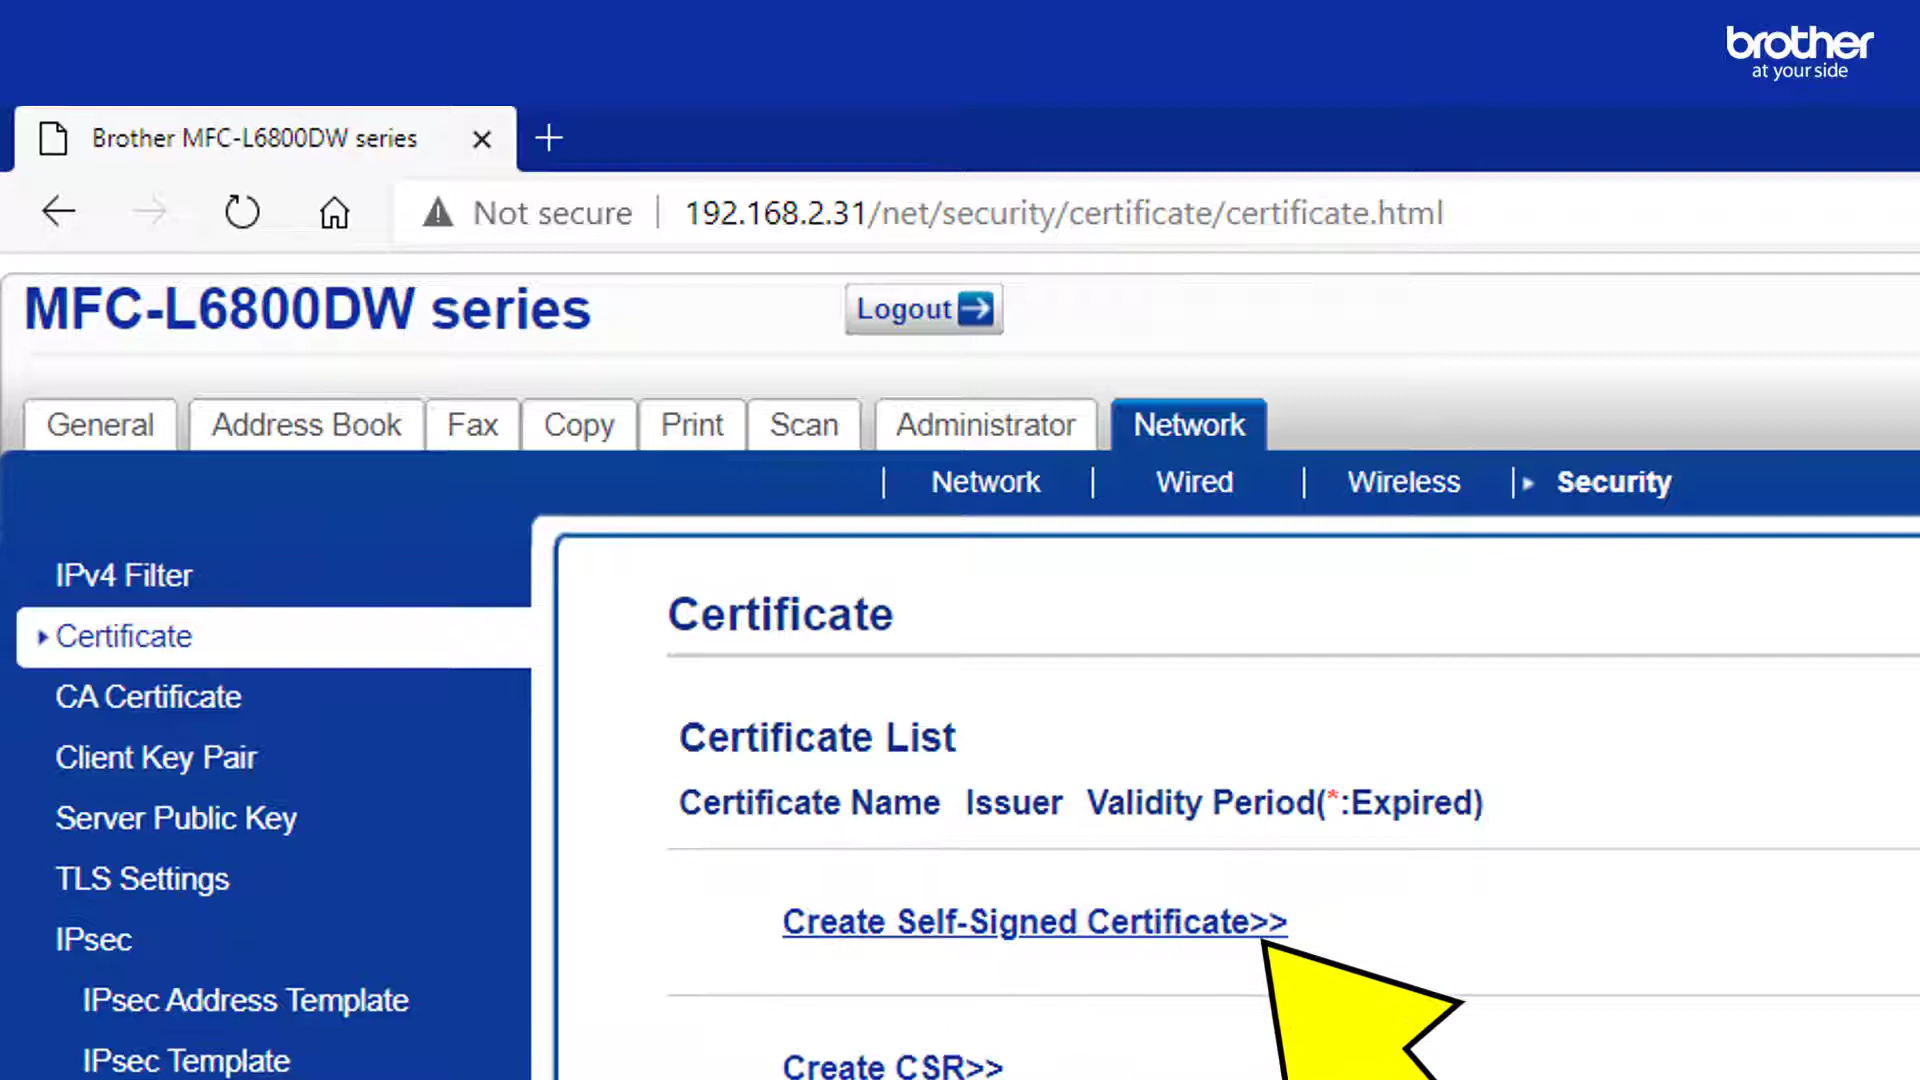 brother
at your side
Brother MFC-L6800DW series
Not secure | 192.168.2.31/net/security/certificate/certificate.html
MFC-L6800DW series
Logout
General Address Book Fax Copy Print Scan Administrator Network
Network | Wired | Wireless | Security
IPv4 Filter
Certificate
CA Certificate
Client Key Pair
Server Public Key
TLS Settings
IPsec
IPsec Address Template
IPsec Template
Certificate
Certificate List
Certificate Name Issuer Validity Period(*:Expired)
Create Self-Signed Certificate>>
Create CSR>>